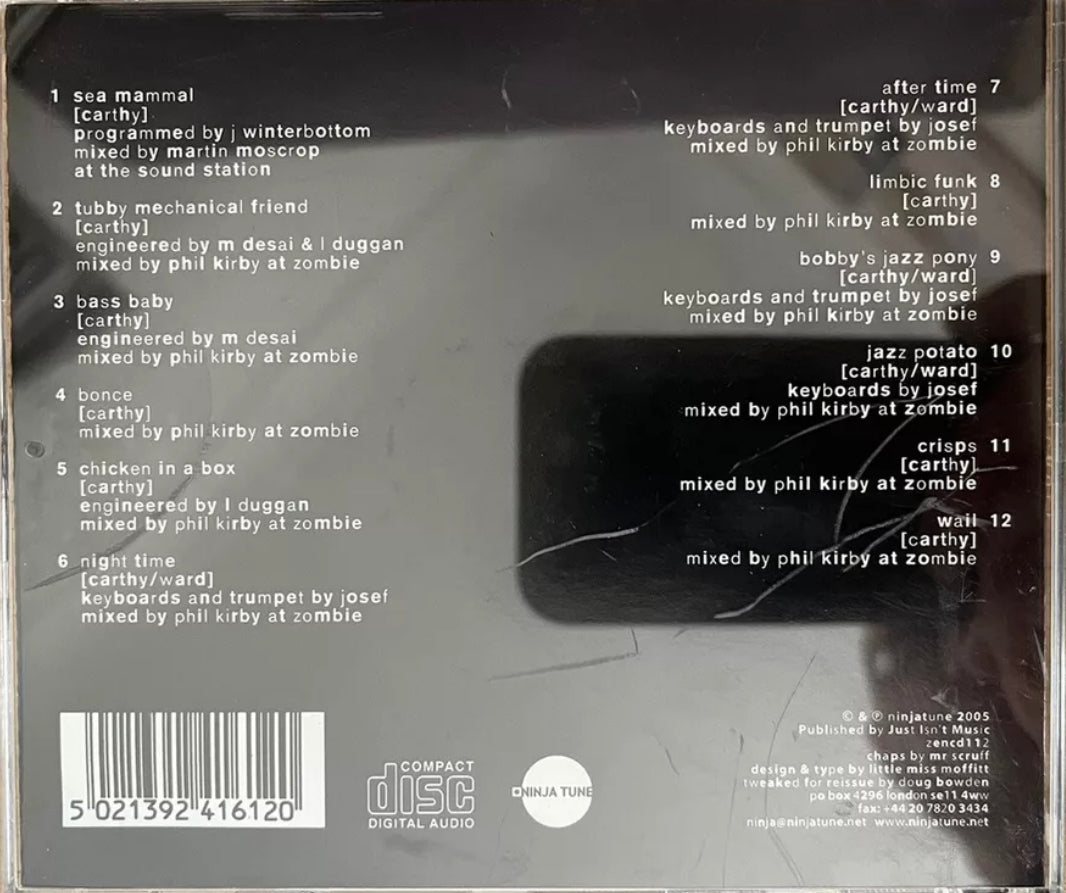 1 sea mammal
[carthy]
programmed by j winterbottom
mixed by martin moscrop
at the sound station
2 tubby mechanical friend
[carthy]
engineered by m desai & l duggan
mixed by phil kirby at zombie
3 bass baby
[carthy]
engineered by m desai
mixed by phil kirby at zombie
4 bonce
[carthy]
mixed by phil kirby at zombie
5 chicken in a box
[carthy]
engineered by l duggan
mixed by phil kirby at zombie
6 night time
[carthy/ward]
keyboards and trumpet by josef
mixed by phil kirby at zombie
after time 7
[carthy/ward]
keyboards and trumpet by josef
mixed by phil kirby at zombie
limbic funk 8
[carthy]
mixed by phil kirby at zombie
bobby's jazz pony 9
[carthy/ward]
keyboards and trumpet by josef
mixed by phil kirby at zombie
jazz potato 10
[carthy/ward]
keyboards by josef
mixed by phil kirby at zombie
crisps 11
[carthy]
mixed by phil kirby at zombie
wail 12
[carthy]
mixed by phil kirby at zombie
5 021392 416120
COMPACT
disc
DIGITAL AUDIO
NINJA TUNE
© & ℗ ninjatune 2005
Published by Just Isn't Music
zencd112
chaps by mr scruff
design & type by little miss moffitt
tweaked for reissue by doug bowden
po box 4296 london se11 4ww
fax: +44 20 7820 3434
ninja@ninjatune.net www.ninjatune.net